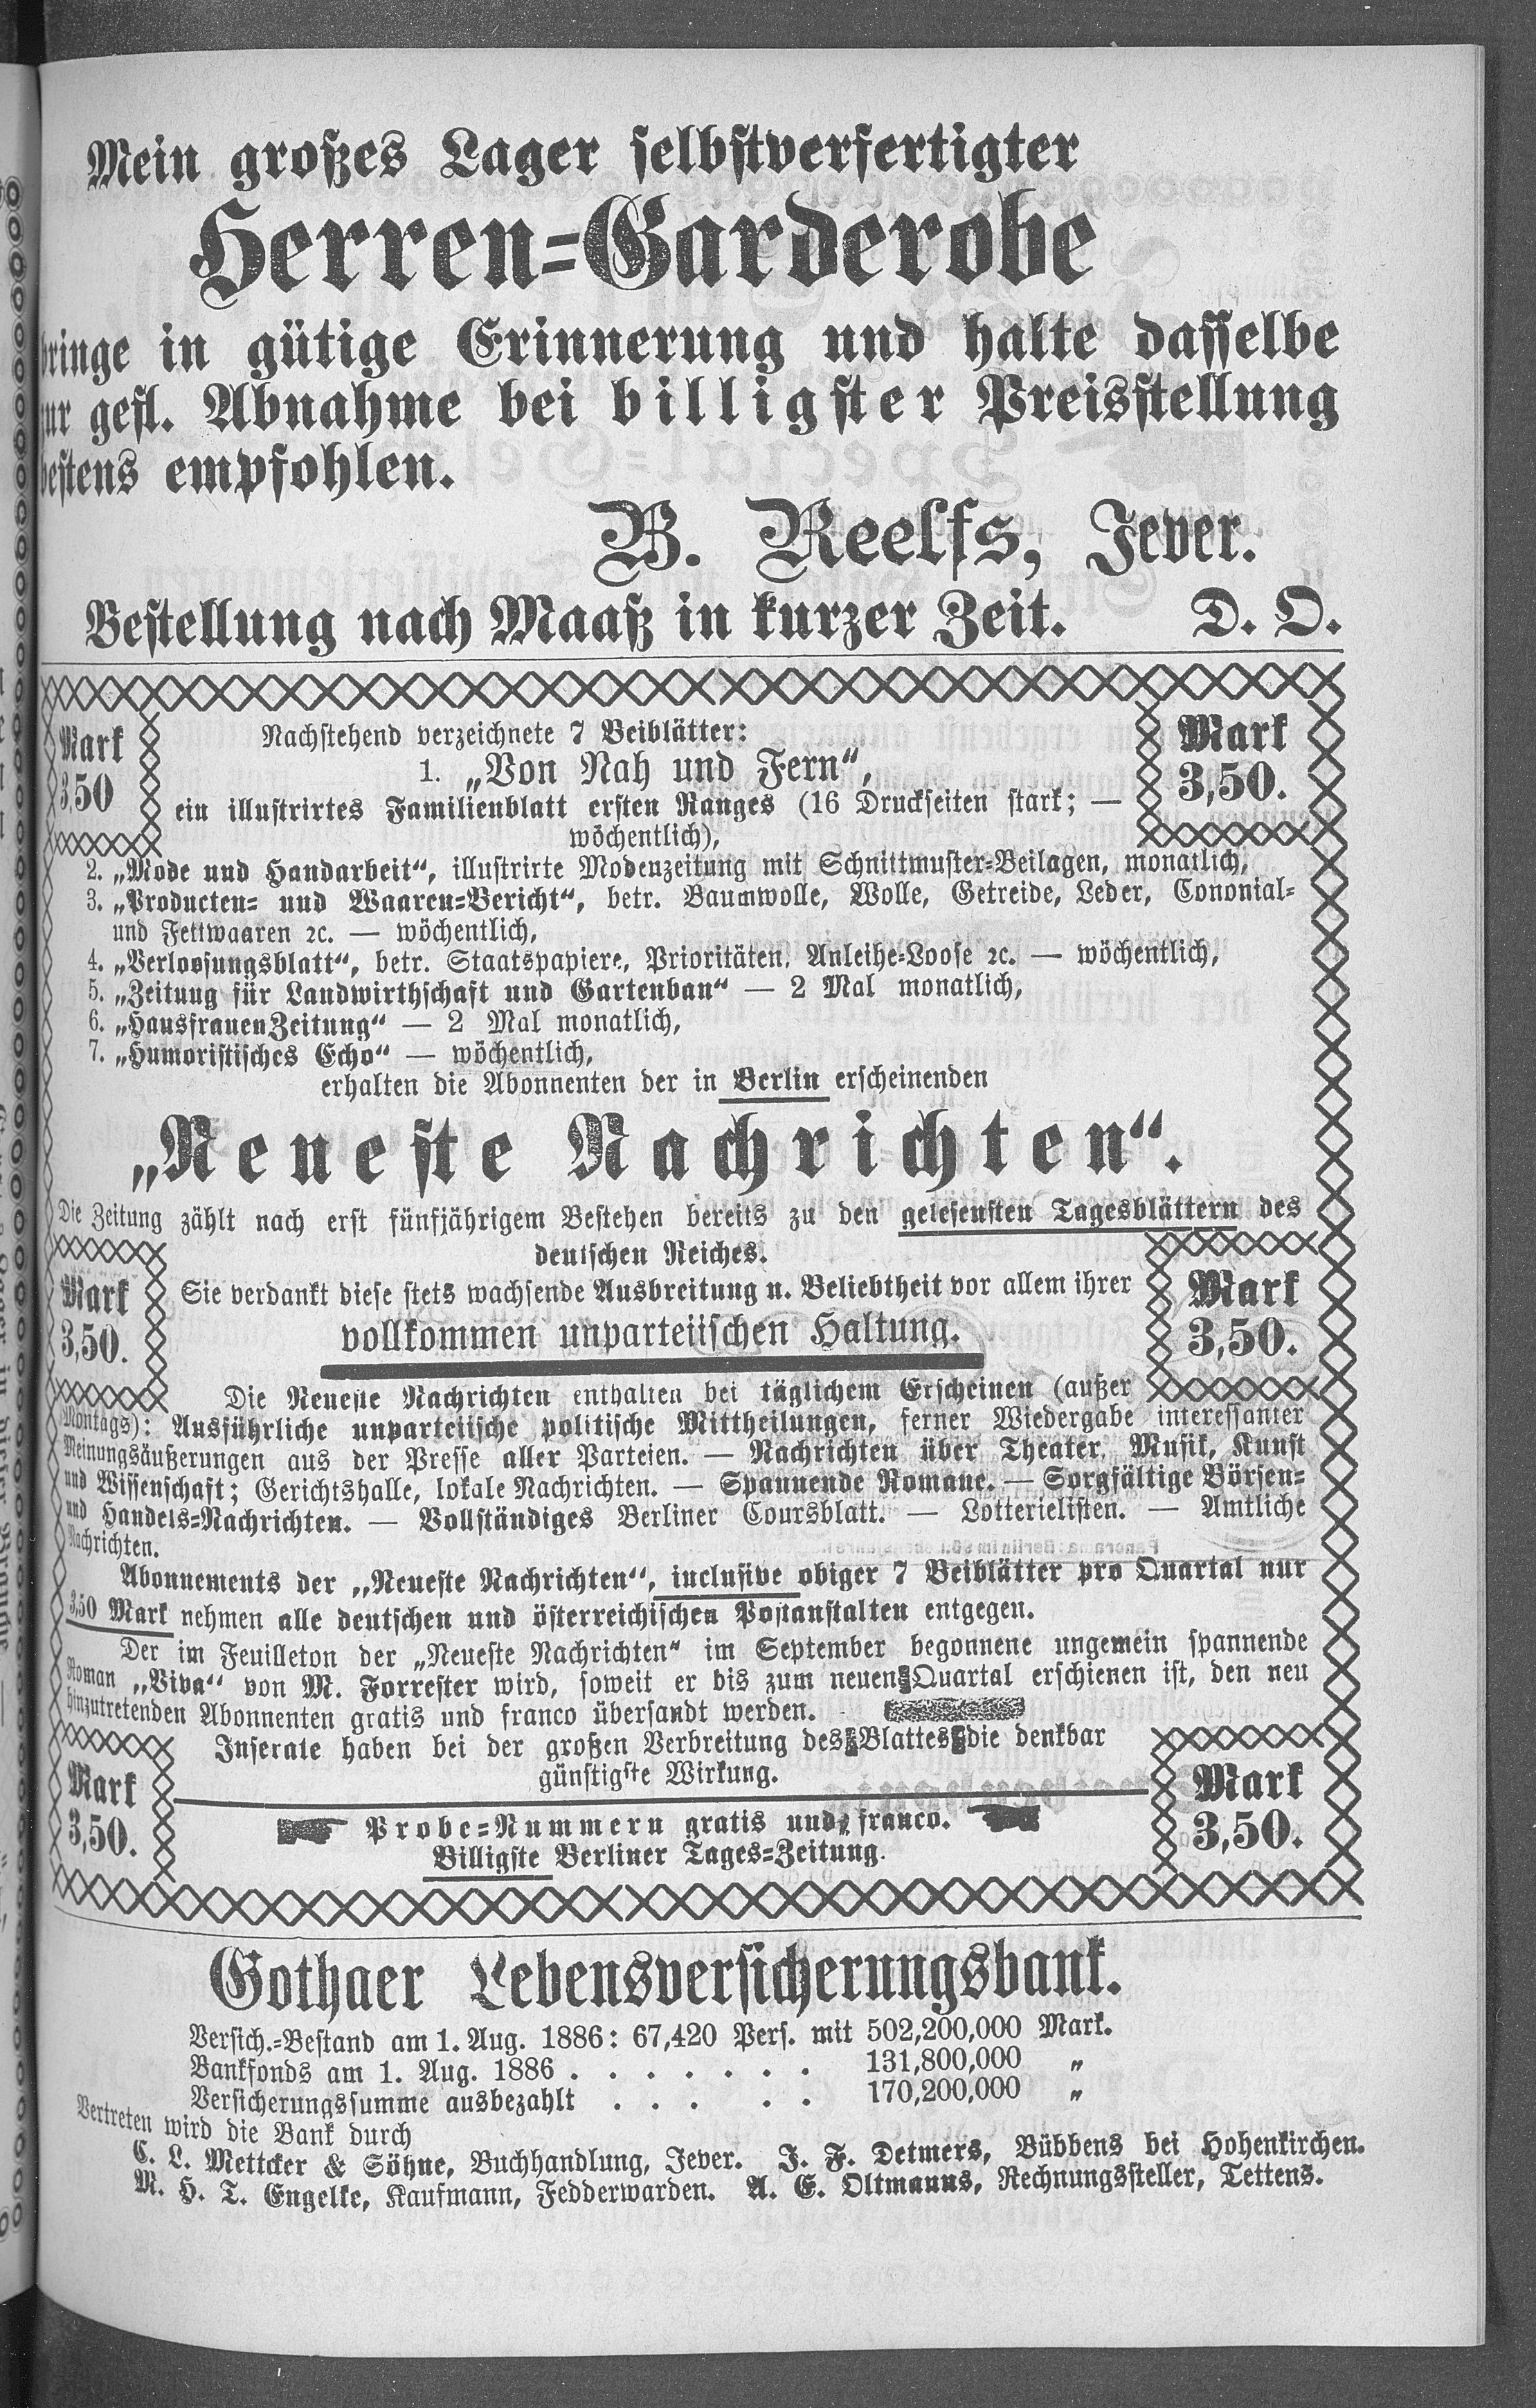 Mein großes Lager selbstverfertigter
Herren-Garderobe
bringe in gütige Erinnerung und halte dasselbe
zur gefl. Abnahme bei billigster Preisstellung
bestens empfohlen.
B. Reelfs, Jever.
Bestellung nach Maaß in kurzer Zeit. D. O.
Mark
3,50
Mark
3,50.
Nachstehend verzeichnete 7 Beiblätter:
1. „Von Nah und Fern“,
ein illustrirtes Familienblatt ersten Ranges (16 Druckseiten stark; —
wöchentlich),
2. „Mode und Handarbeit“, illustrirte Modenzeitung mit Schnittmuster-Beilagen, monatlich,
3. „Producten- und Waaren-Bericht“, betr. Baumwolle, Wolle, Getreide, Leder, Cononial-
und Fettwaaren ꝛc. — wöchentlich,
4. „Verloosungsblatt“, betr. Staatspapiere, Prioritäten, Anleihe-Loose ꝛc. — wöchentlich,
5. „Zeitung für Landwirthschaft und Gartenbau“ — 2 Mal monatlich,
6. „HausfrauenZeitung“ — 2 Mal monatlich,
7. „Humoristisches Echo“ — wöchentlich,
erhalten die Abonnenten der in Berlin erscheinenden
„Neueste Nachrichten“.
Die Zeitung zählt nach erst fünfjährigem Bestehen bereits zu den gelesensten Tagesblättern des
deutschen Reiches.
Mark
3,50.
Mark
3,50.
Sie verdankt diese stets wachsende Ausbreitung u. Beliebtheit vor allem ihrer
vollkommen unparteiischen Haltung.
Die Neueste Nachrichten enthalten bei täglichem Erscheinen (außer
Montags): Ausführliche unparteiische politische Mittheilungen, ferner Wiedergabe interessanter
Meinungsäußerungen aus der Presse aller Parteien. — Nachrichten über Theater, Musik, Kunst
und Wissenschaft; Gerichtshalle, lokale Nachrichten. — Spannende Romane. — Sorgfältige Börsen-
und Handels-Nachrichten. — Vollständiges Berliner Coursblatt. — Lotterielisten. — Amtliche
Nachrichten.
Abonnements der „Neueste Nachrichten“, inclusive obiger 7 Beiblätter pro Quartal nur
3,50 Mark nehmen alle deutschen und österreichischen Postanstalten entgegen.
Der im Feuilleton der „Neueste Nachrichten“ im September begonnene ungemein spannende
Roman „Viva“ von M. Forrester wird, soweit er bis zum neuen Quartal erschienen ist, den neu
hinzutretenden Abonnenten gratis und franco übersandt werden.
Inserate haben bei der großen Verbreitung des Blattes die denkbar
günstigste Wirkung.
Mark
3,50.
Mark
3,50.
Probe-Nummern gratis und franco.
Billigste Berliner Tages-Zeitung.
Gothaer Lebensversicherungsbank.
Versich.-Bestand am 1. Aug. 1886: 67,420 Pers. mit 502,200,000 Mark.
Bankfonds am 1. Aug. 1886 . . . . . . . 131,800,000 „
Versicherungssumme ausbezahlt . . . . . 170,200,000 „
Vertreten wird die Bank durch
C. L. Mettcker & Söhne, Buchhandlung, Jever. J. F. Detmers, Bübbens bei Hohenkirchen.
M. H. T. Engelke, Kaufmann, Fedderwarden. A. E. Oltmanns, Rechnungssteller, Tettens.